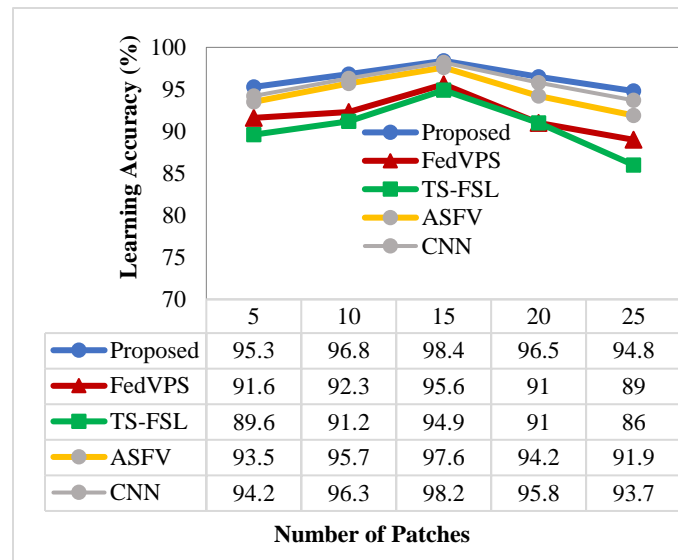 Learning Accuracy (%)
100
95
90
85
80
75
70
Proposed
FedVPS
TS-FSL
ASFV
CNN
5 10 15 20 25
Proposed 95.3 96.8 98.4 96.5 94.8
FedVPS 91.6 92.3 95.6 91 89
TS-FSL 89.6 91.2 94.9 91 86
ASFV 93.5 95.7 97.6 94.2 91.9
CNN 94.2 96.3 98.2 95.8 93.7
Number of Patches